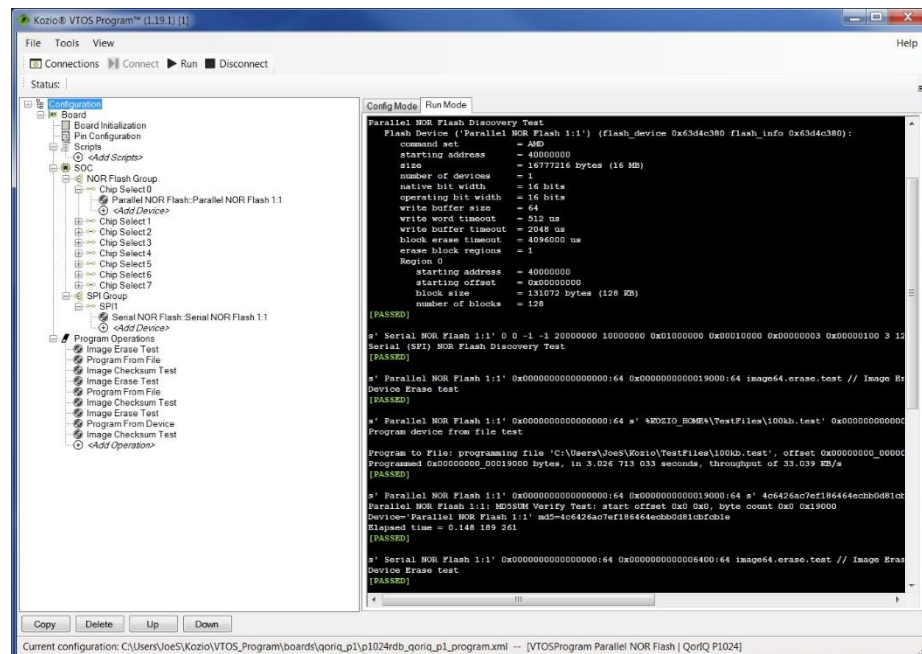 Kozio® VTOS Program™ (1.19.1) [1]
File Tools View Help
Connections Connect Run Disconnect
Status:
Configuration
Board
Board Initialization
Pin Configuration
Scripts
<Add Scripts>
SOC
NOR Flash Group
Chip Select 0
Parallel NOR Flash::Parallel NOR Flash 1:1
<Add Device>
Chip Select 1
Chip Select 2
Chip Select 3
Chip Select 4
Chip Select 5
Chip Select 6
Chip Select 7
SPI Group
SPI1
Serial NOR Flash::Serial NOR Flash 1:1
<Add Device>
Program Operations
Image Erase Test
Program From File
Image Checksum Test
Image Erase Test
Program From File
Image Checksum Test
Image Erase Test
Program From Device
Image Checksum Test
<Add Operation>
Config Mode Run Mode
Parallel NOR Flash Discovery Test
Flash Device ('Parallel NOR Flash 1:1') (flash_device 0x63d4c380 flash_info 0x63d4c380):
command set = AMD
starting address = 40000000
size = 16777216 bytes (16 MB)
number of devices = 1
native bit width = 16 bits
operating bit width = 16 bits
write buffer size = 64
write word timeout = 512 us
write buffer timeout = 2048 us
block erase timeout = 4096000 us
erase block regions = 1
Region 0
starting address = 40000000
starting offset = 0x00000000
block size = 131072 bytes (128 KB)
number of blocks = 128
[PASSED]
s' Serial NOR Flash 1:1' 0 0 -1 -1 20000000 10000000 0x01000000 0x00010000 0x00000003 0x00000100 3 12
Serial (SPI) NOR Flash Discovery Test
[PASSED]
s' Parallel NOR Flash 1:1' 0x0000000000000000:64 0x0000000000019000:64 image64.erase.test // Image Er
Device Erase test
[PASSED]
s' Parallel NOR Flash 1:1' 0x0000000000000000:64 s' %KOZIO_HOME%\TestFiles\100kb.test' 0x000000000000
Program device from file test
Program to File: programming file 'C:\Users\JoeS\Kozio\TestFiles\100kb.test', offset 0x00000000_00000
Programmed 0x00000000_00019000 bytes, in 3.026 713 033 seconds, throughput of 33.039 KB/s
[PASSED]
s' Parallel NOR Flash 1:1' 0x0000000000000000:64 0x0000000000019000:64 s' 4c6426ac7ef186464ecbb0d81cb
Parallel NOR Flash 1:1: MD5SUM Verify Test: start offset 0x0 0x0, byte count 0x0 0x19000
Device='Parallel NOR Flash 1:1' md5=4c6426ac7ef186464ecbb0d81cbfcb1e
Elapsed time = 0.148 189 261
[PASSED]
s' Serial NOR Flash 1:1' 0x0000000000000000:64 0x0000000000006400:64 image64.erase.test // Image Eras
Device Erase test
[PASSED]
Copy Delete Up Down
Current configuration: C:\Users\JoeS\Kozio\VTOS_Program\boards\qoriq_p1\p1024rdb_qoriq_p1_program.xml -- [VTOSProgram Parallel NOR Flash | QorIQ P1024]